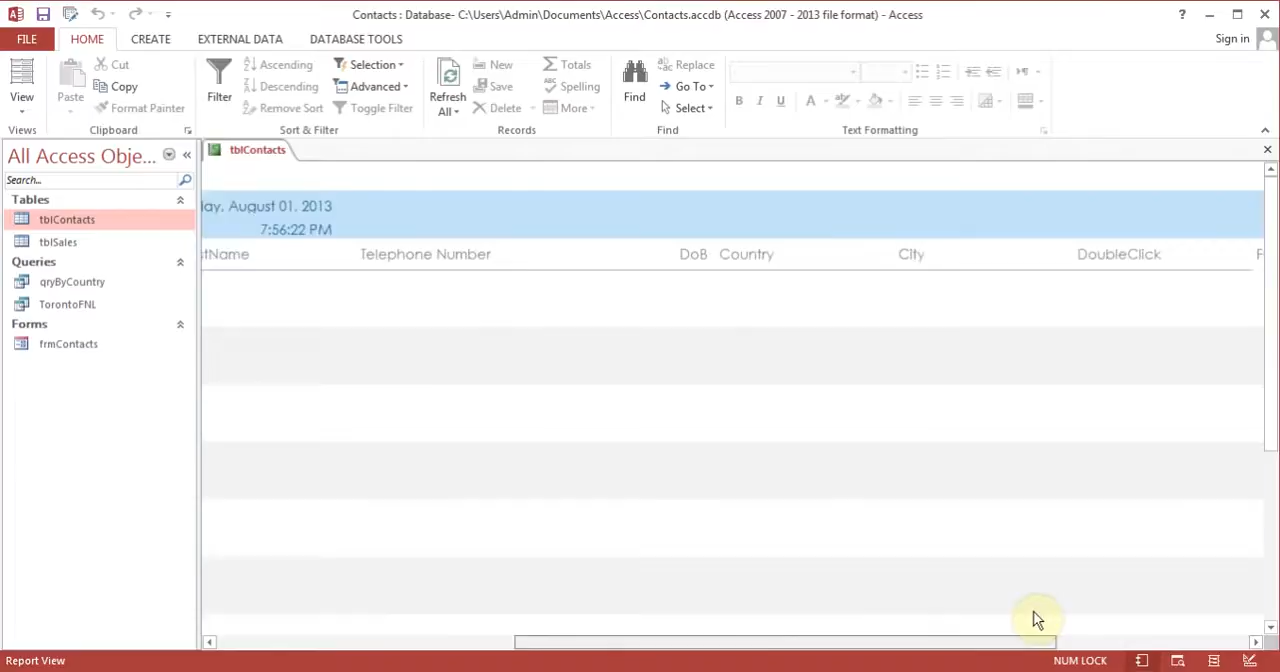 Contacts : Database- C:\Users\Admin\Documents\Access\Contacts.accdb (Access 2007 - 2013 file format) - Access
?
FILE HOME CREATE EXTERNAL DATA DATABASE TOOLS Sign in
View
Views
Paste
Cut
Copy
Format Painter
Clipboard
Filter
Ascending
Descending
Remove Sort
Selection
Advanced
Toggle Filter
Sort & Filter
Refresh
All
New
Save
Delete
Totals
Spelling
More
Records
Find
Replace
Go To
Select
Find
B I U A
Text Formatting
All Access Obje...
Search...
Tables
tblContacts
tblSales
Queries
qryByCountry
TorontoFNL
Forms
frmContacts
tblContacts
ay, August 01, 2013
7:56:22 PM
tName Telephone Number DoB Country City DoubleClick F
Report View NUM LOCK